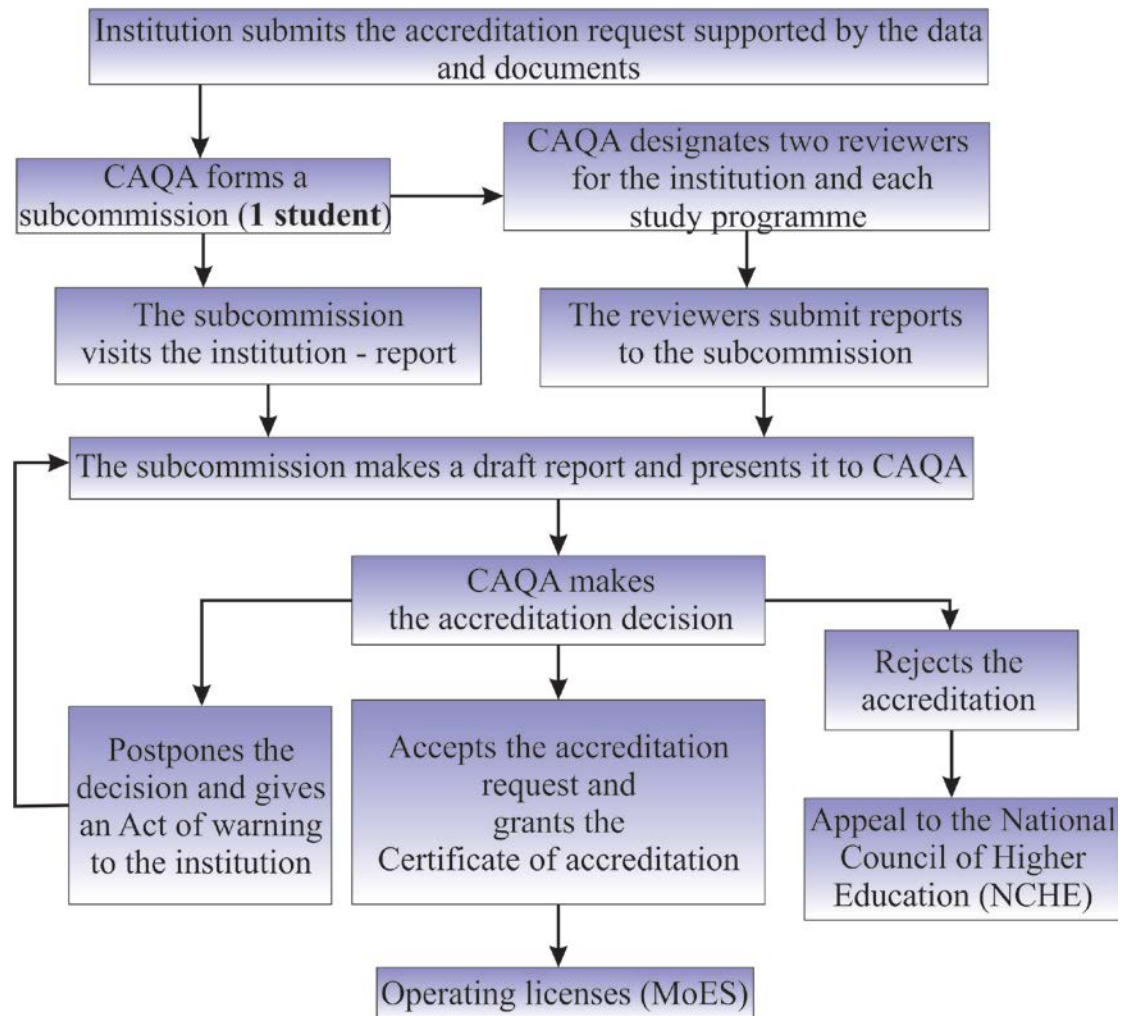 Institution submits the accreditation request supported by the data
and documents
CAQA forms a
subcommission (1 student)
CAQA designates two reviewers
for the institution and each
study programme
The subcommission
visits the institution - report
The reviewers submit reports
to the subcommission
The subcommission makes a draft report and presents it to CAQA
CAQA makes
the accreditation decision
Postpones the
decision and gives
an Act of warning
to the institution
Accepts the accreditation
request and
grants the
Certificate of accreditation
Rejects the
accreditation
Appeal to the National
Council of Higher
Education (NCHE)
Operating licenses (MoES)